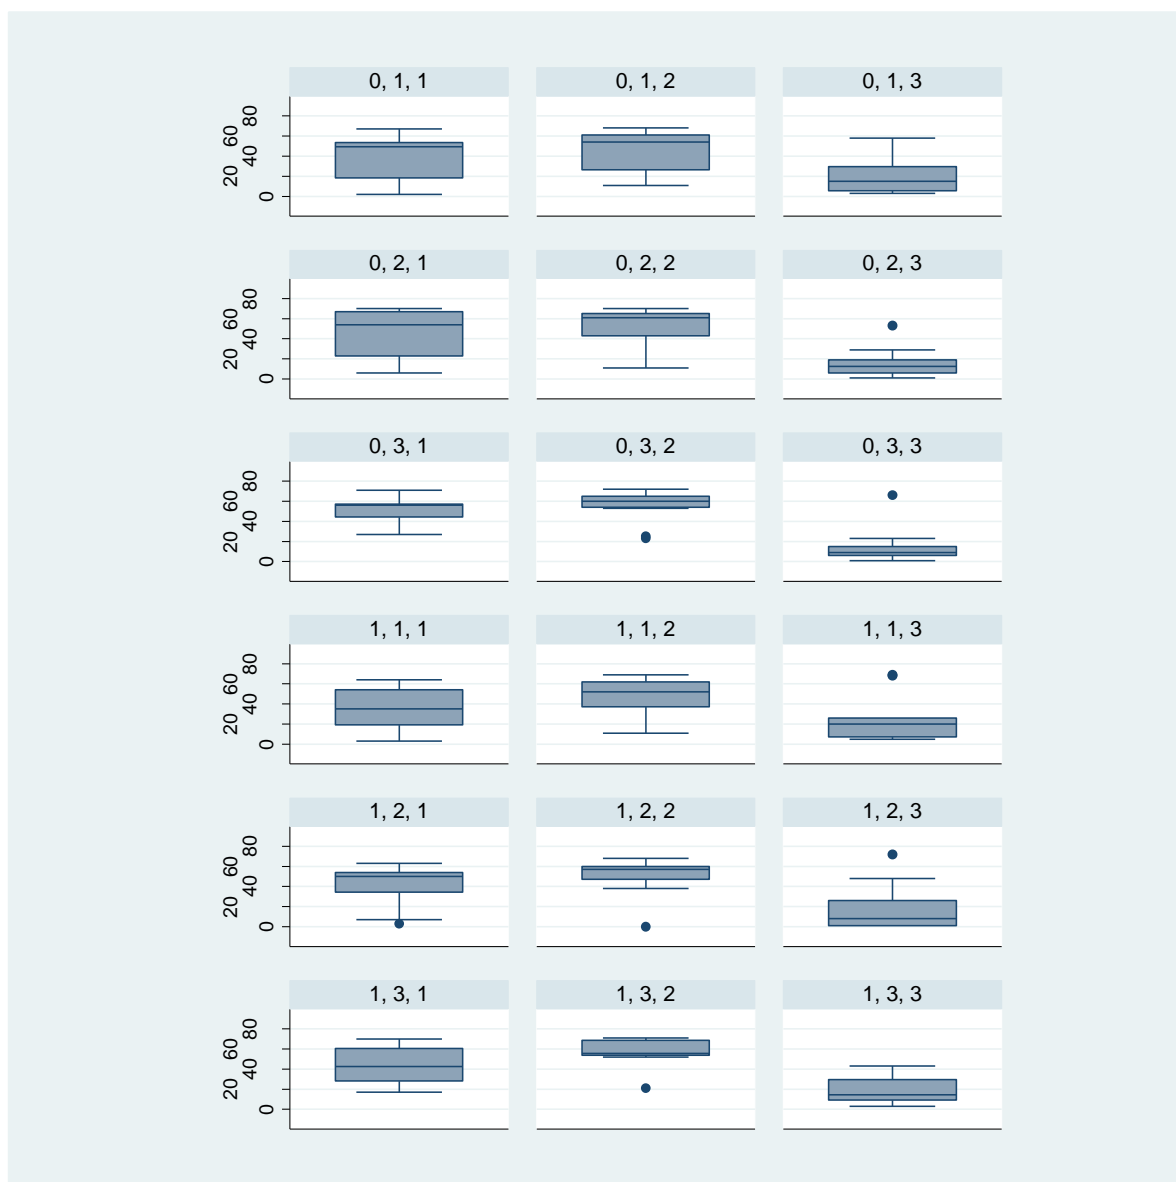 0, 1, 1
0, 1, 2
0, 1, 3
0 20 40 60 80
0, 2, 1
0, 2, 2
0, 2, 3
0 20 40 60 80
0, 3, 1
0, 3, 2
0, 3, 3
0 20 40 60 80
1, 1, 1
1, 1, 2
1, 1, 3
0 20 40 60 80
1, 2, 1
1, 2, 2
1, 2, 3
0 20 40 60 80
1, 3, 1
1, 3, 2
1, 3, 3
0 20 40 60 80